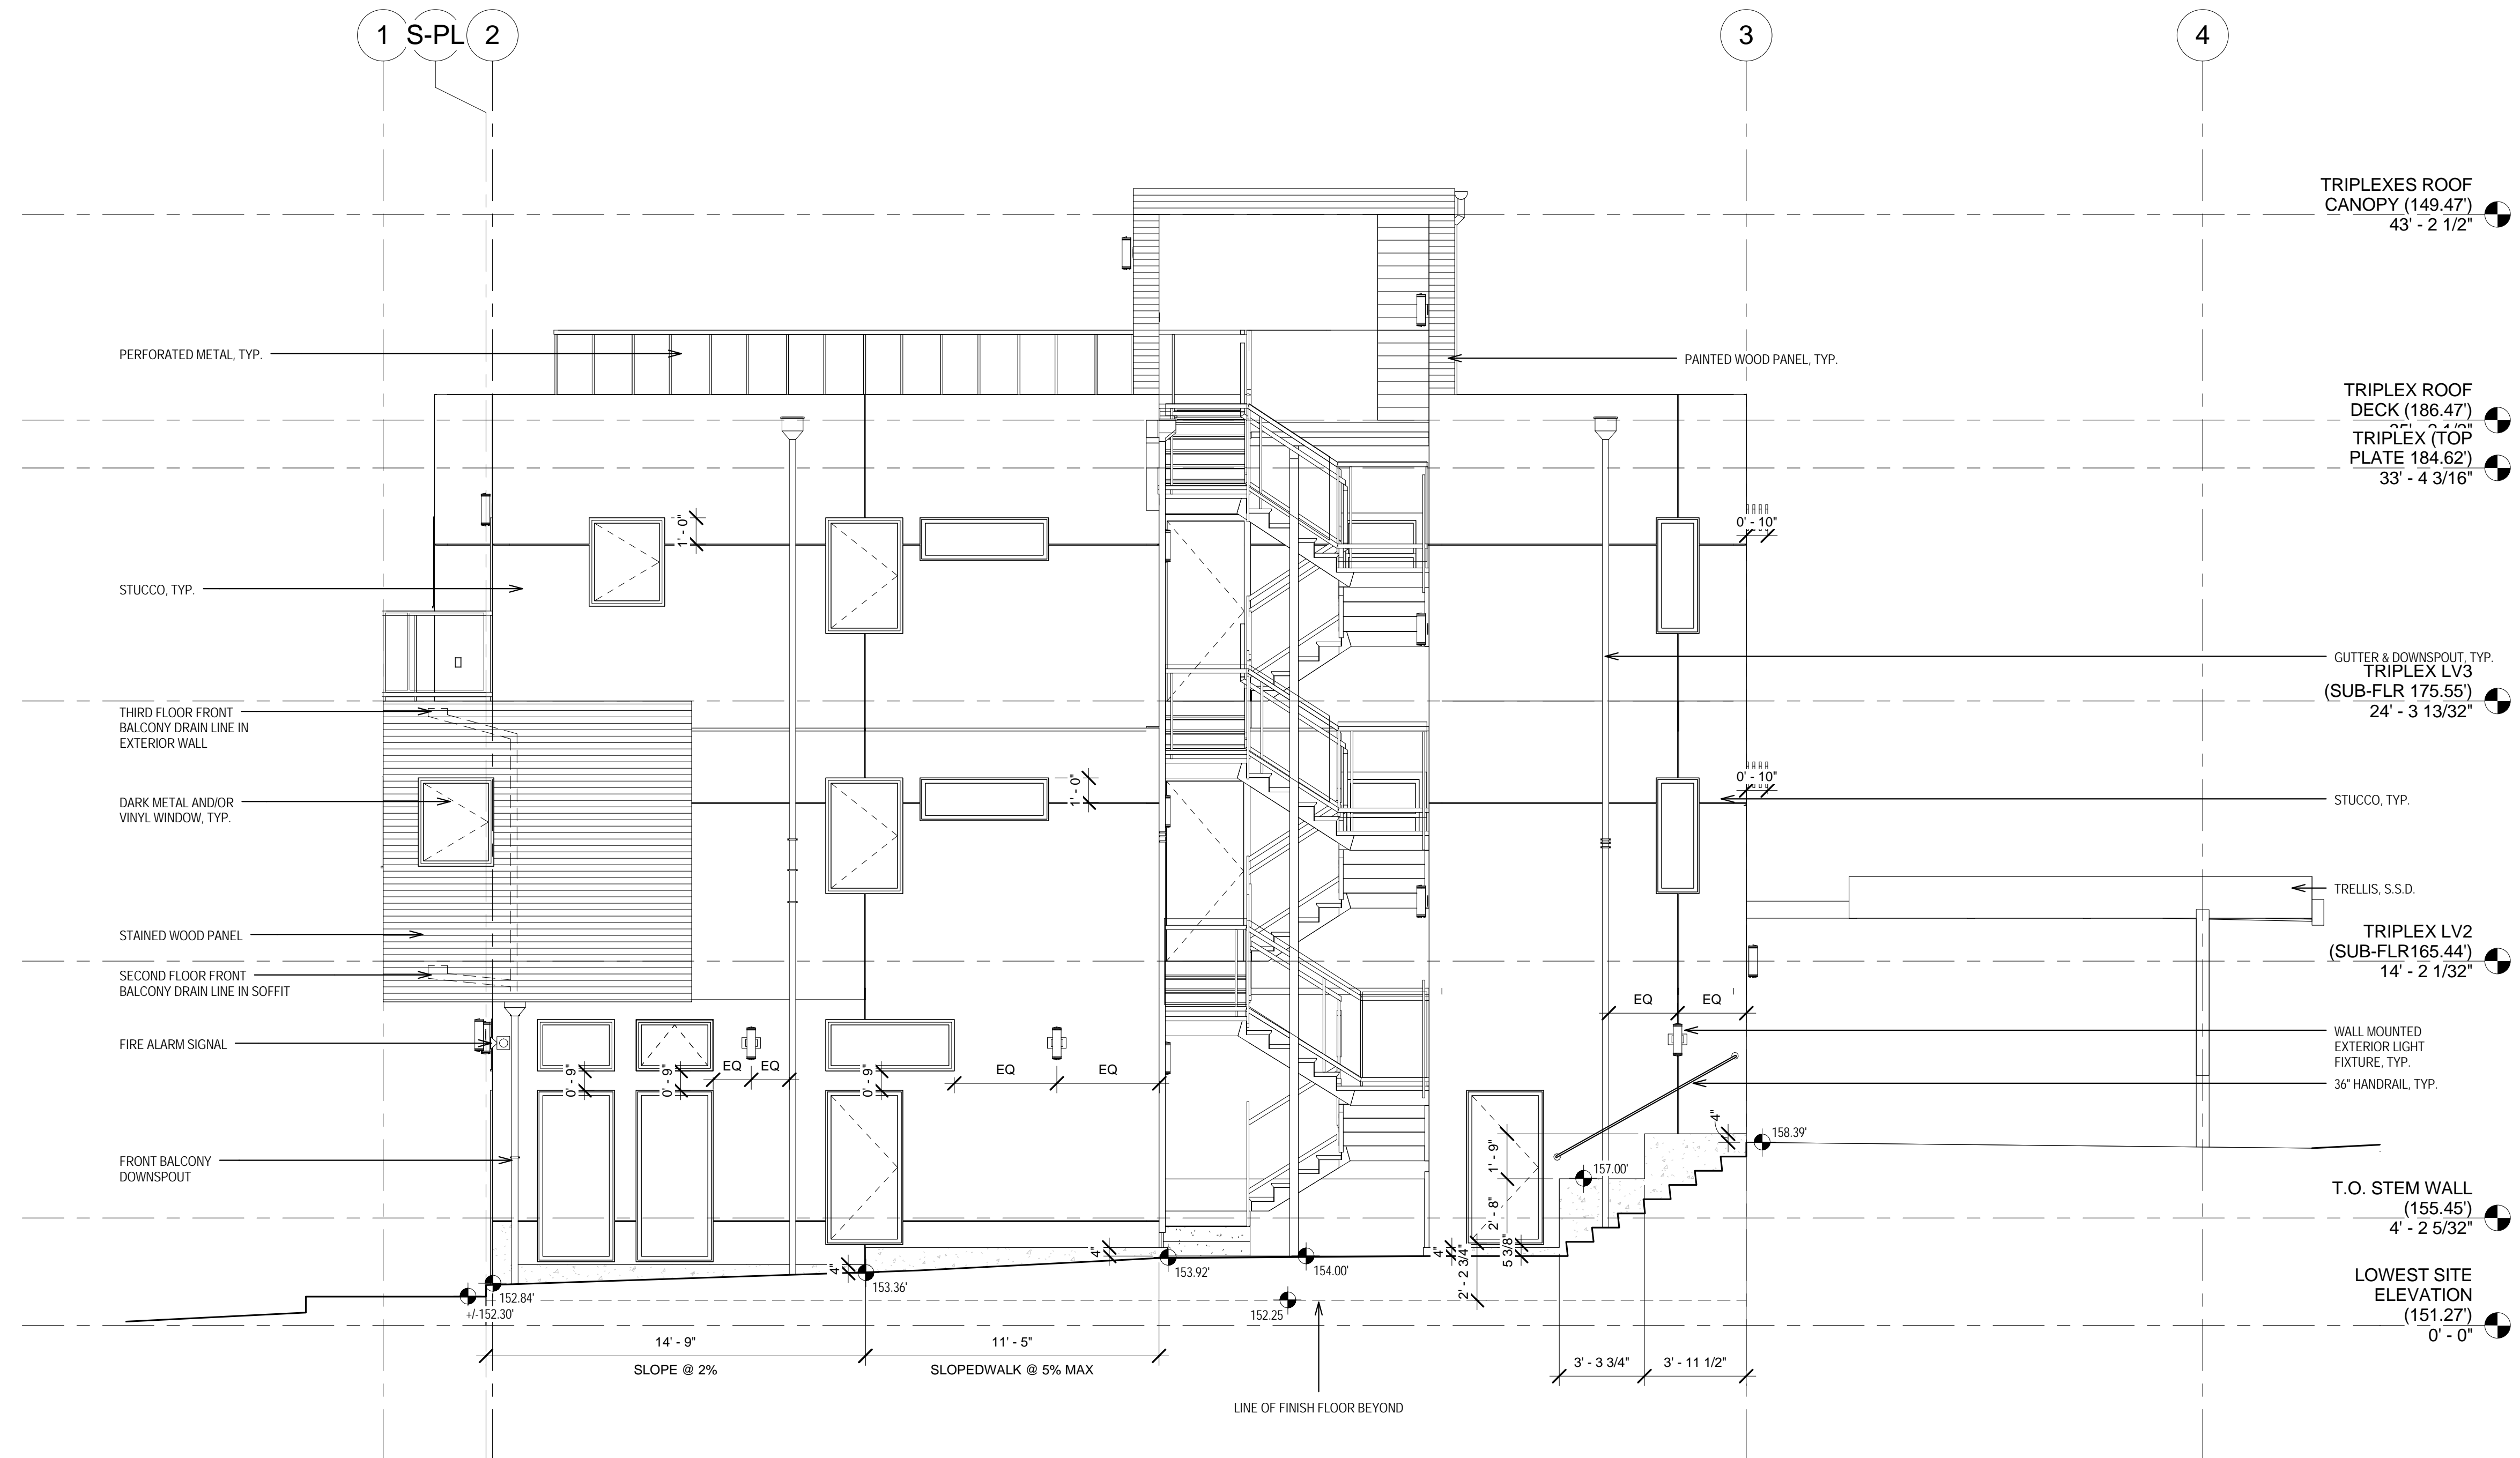 1
S-PL
2
3
4
TRIPLEXES ROOF
CANOPY (149.47')
43' - 2 1/2"
PERFORATED METAL, TYP.
PAINTED WOOD PANEL, TYP.
TRIPLEX ROOF
DECK (186.47')
TRIPLEX (TOP
PLATE 184.62')
33' - 4 3/16"
1' - 0"
0' - 10"
STUCCO, TYP.
GUTTER & DOWNSPOUT, TYP.
TRIPLEX LV3
(SUB-FLR 175.55')
24' - 3 13/32"
THIRD FLOOR FRONT
BALCONY DRAIN LINE IN
EXTERIOR WALL
1' - 0"
0' - 10"
DARK METAL AND/OR
VINYL WINDOW, TYP.
STUCCO, TYP.
TRELLIS, S.S.D.
STAINED WOOD PANEL
TRIPLEX LV2
(SUB-FLR165.44')
14' - 2 1/32"
SECOND FLOOR FRONT
BALCONY DRAIN LINE IN SOFFIT
EQ
EQ
FIRE ALARM SIGNAL
WALL MOUNTED
EXTERIOR LIGHT
FIXTURE, TYP.
0' - 9"
0' - 9"
EQ
EQ
0' - 9"
EQ
EQ
36" HANDRAIL, TYP.
4"
158.39'
1' - 9"
157.00'
FRONT BALCONY
DOWNSPOUT
T.O. STEM WALL
(155.45')
4' - 2 5/32"
2' - 8"
4"
4"
4"
2' - 2 3/4"
5 3/8"
153.92'
154.00'
153.36'
152.84'
+/-152.30'
152.25
LOWEST SITE
ELEVATION
(151.27')
0' - 0"
14' - 9"
11' - 5"
SLOPE @ 2%
SLOPEDWALK @ 5% MAX
3' - 3 3/4"
3' - 11 1/2"
LINE OF FINISH FLOOR BEYOND